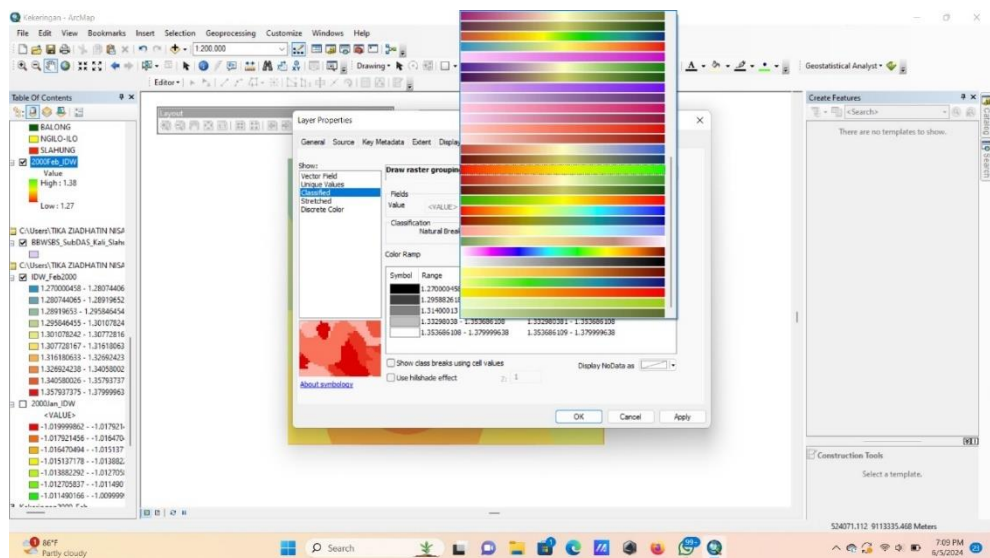 Kekeringan - ArcMap
File Edit View Bookmarks Insert Selection Geoprocessing Customize Windows Help
1:200.000
Drawing
Geostatistical Analyst
Editor
Table Of Contents
BALONG
NGILO-ILO
SLAHUNG
2000Feb_IDW
Value
High : 1.38
Low : 1.27
C:\Users\TIKA ZIADHATIN NISA
BBWSBS_SubDAS_Kali_Slahu
C:\Users\TIKA ZIADHATIN NISA
IDW_Feb2000
1.270000458 - 1.28074406
1.280744065 - 1.28919652
1.28919653 - 1.295846454
1.295846455 - 1.30107824
1.301078242 - 1.30772816
1.307728167 - 1.31618063
1.316180633 - 1.32692423
1.326924238 - 1.34058002
1.340580026 - 1.35793737
1.357937375 - 1.37999963
2000Jan_IDW
<VALUE>
-1.019999862 - -1.017921
-1.017921456 - -1.016470
-1.016470494 - -1.015137
-1.015137178 - -1.013882
-1.013882292 - -1.012705
-1.012705837 - -1.011490
-1.011490166 - -1.009999
Layout
Layer Properties
General Source Key Metadata Extent Display
Show:
Vector Field
Unique Values
Classified
Stretched
Discrete Color
About symbology
Draw raster grouping
Fields
Value <VALUE>
Classification
Natural Break
Color Ramp
Symbol Range
1.270000458
1.29588261
1.31400013
1.33298038 - 1.353686108 1.332980381 - 1.353686108
1.353686108 - 1.379999638 1.353686109 - 1.379999638
Show class breaks using cell values
Display NoData as
Use hillshade effect Z: 1
OK Cancel Apply
Create Features
<Search>
There are no templates to show.
Catalog
Search
Construction Tools
Select a template.
524071.112 9113335.468 Meters
86°F
Partly cloudy
Search
99+
7:09 PM
6/5/2024